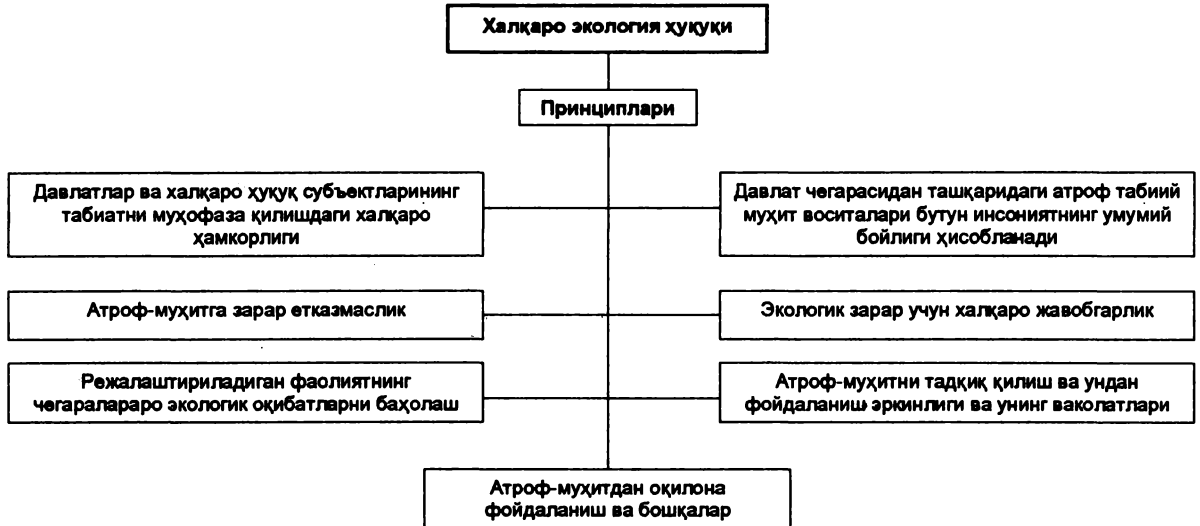 Халқаро экология ҳуқуқи
Принциплари
Давлатлар ва халқаро ҳуқуқ субъектларининг
табиатни муҳофаза қилишдаги халқаро
ҳамкорлиги
Давлат чегарасидан ташқаридаги атроф табиий
муҳит воситалари бутун инсониятнинг умумий
бойлиги ҳисобланади
Атроф-муҳитга зарар етказмаслик
Экологик зарар учун халқаро жавобгарлик
Режалаштириладиган фаолиятнинг
чегаралараро экологик оқибатларни баҳолаш
Атроф-муҳитни тадқиқ қилиш ва ундан
фойдаланиш эркинлиги ва унинг ваколатлари
Атроф-муҳитдан оқилона
фойдаланиш ва бошқалар